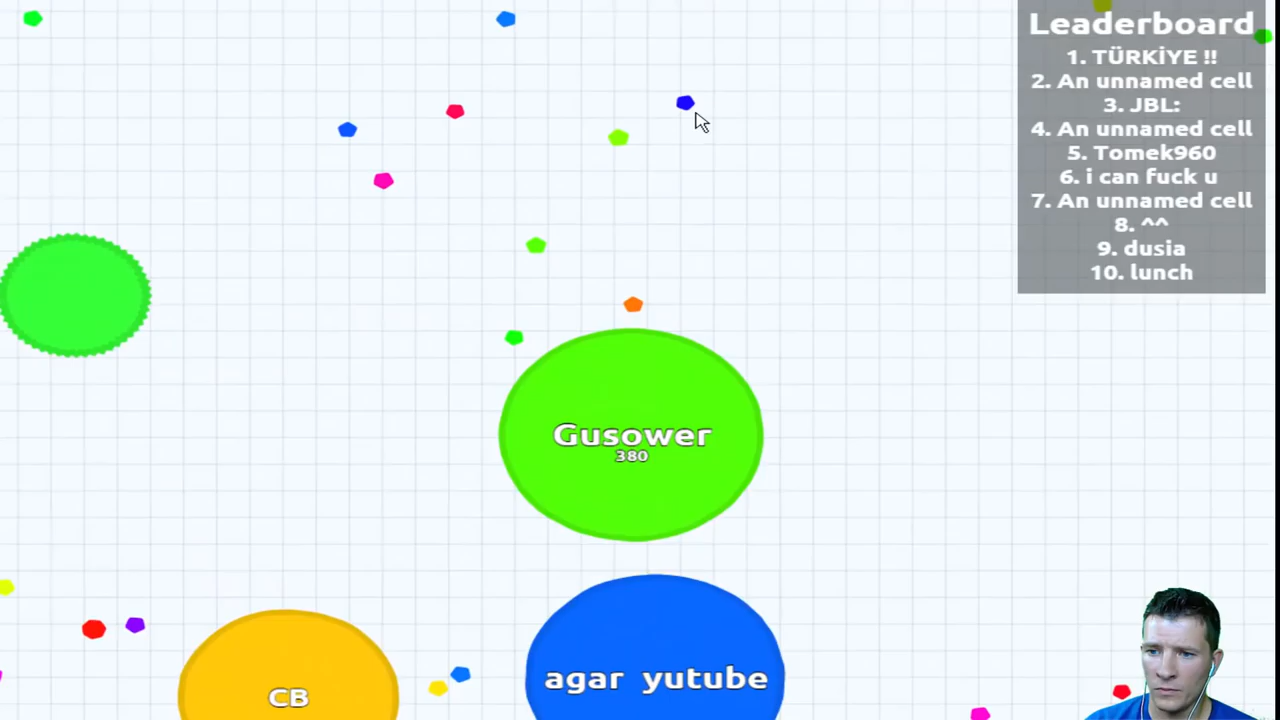 Leaderboard
1. TÜRKİYE !!
2. An unnamed cell
3. JBL:
4. An unnamed cell
5. Tomek960
6. i can fuck u
7. An unnamed cell
8. ^^
9. dusia
10. lunch
Gusower
380
agar yutube
CB